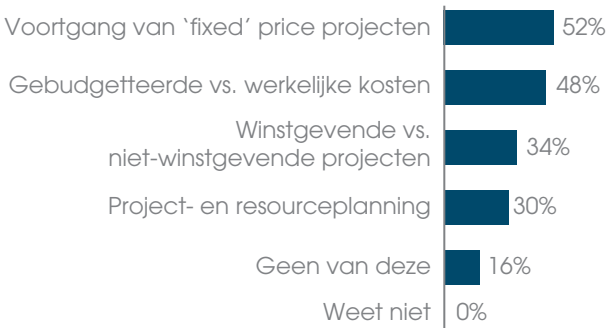 Voortgang van ‘fixed’ price projecten 52%
Gebudgetteerde vs. werkelijke kosten 48%
Winstgevende vs.
niet-winstgevende projecten 34%
Project- en resourceplanning 30%
Geen van deze 16%
Weet niet 0%